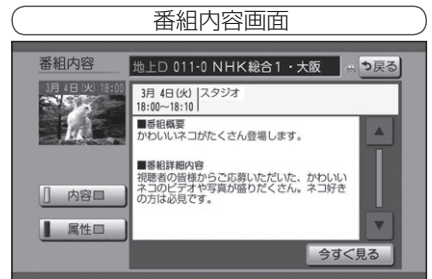 番組内容画面
番組内容
地上D 011-0 NHK総合1・大阪
戻る
3月 4日(火) 18:00
3月 4日(火) スタジオ
18:00～18:10
■番組概要
かわいいネコがたくさん登場します。
■番組詳細内容
視聴者の皆様からご応募いただいた、かわいい
ネコのビデオや写真が盛りだくさん。ネコ好き
の方は必見です。
内容
属性
今すぐ見る